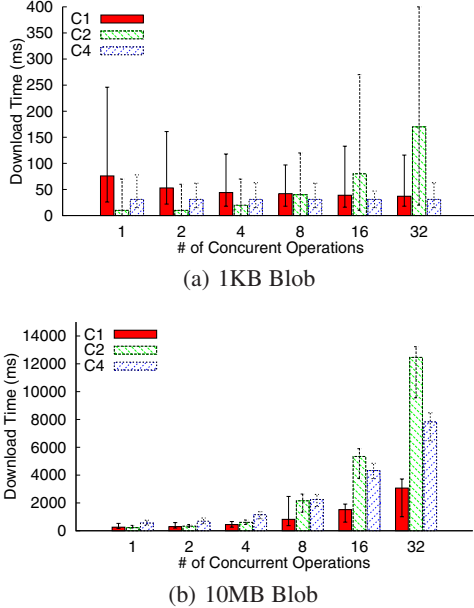 400
350
300
250
200
150
100
50
0
Download Time (ms)
C1
C2
C4
1 2 4 8 16 32
# of Concurent Operations
(a) 1KB Blob
14000
12000
10000
8000
6000
4000
2000
0
Download Time (ms)
C1
C2
C4
1 2 4 8 16 32
# of Concurent Operations
(b) 10MB Blob